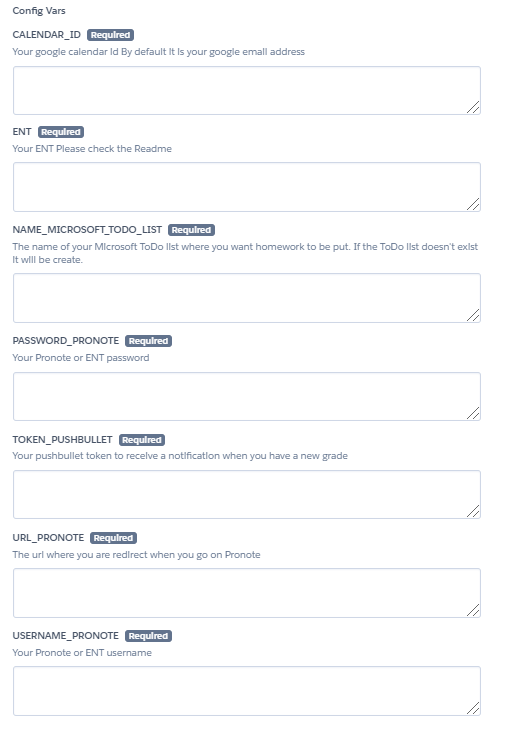 Config Vars
CALENDAR_ID Required
Your google calendar Id By default It Is your google email address
ENT Required
Your ENT Please check the Readme
NAME_MICROSOFT_TODO_LIST Required
The name of your Microsoft ToDo list where you want homework to be put. If the ToDo list doesn't exist
It will be create.
PASSWORD_PRONOTE Required
Your Pronote or ENT password
TOKEN_PUSHBULLET Required
Your pushbullet token to receive a notification when you have a new grade
URL_PRONOTE Required
The url where you are redirect when you go on Pronote
USERNAME_PRONOTE Required
Your Pronote or ENT username